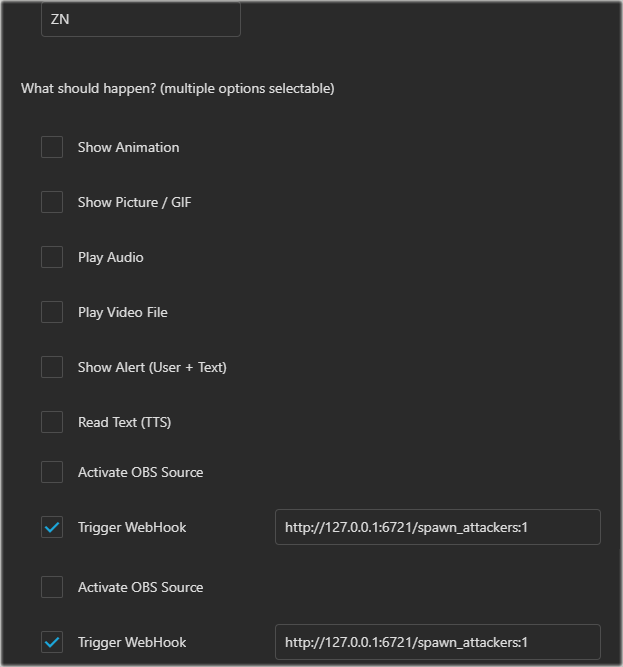 ZN
What should happen? (multiple options selectable)
Show Animation
Show Picture / GIF
Play Audio
Play Video File
Show Alert (User + Text)
Read Text (TTS)
Activate OBS Source
Trigger WebHook http://127.0.0.1:6721/spawn_attackers:1
Activate OBS Source
Trigger WebHook http://127.0.0.1:6721/spawn_attackers:1